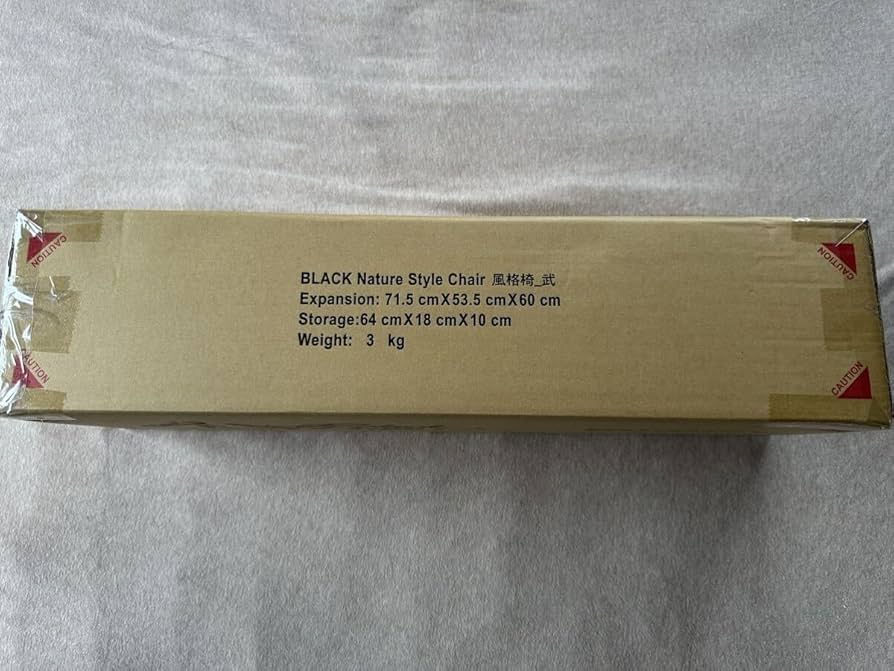 BLACK Nature Style Chair 風格椅_武
Expansion: 71.5 cmX53.5 cmX60 cm
Storage:64 cmX18 cmX10 cm
Weight: 3 kg
CAUTION
CAUTION
CAUTION
CAUTION